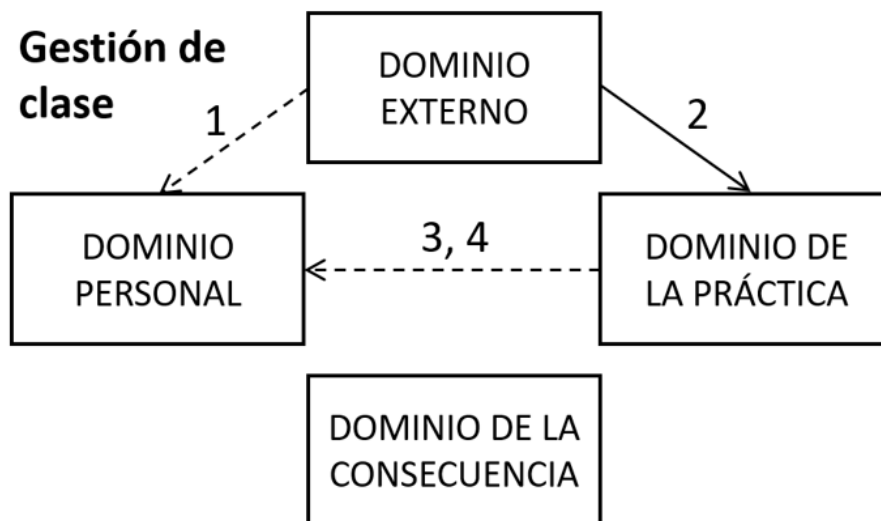 Gestión de
clase
DOMINIO
EXTERNO
1
2
DOMINIO
PERSONAL
3, 4
DOMINIO DE
LA PRÁCTICA
DOMINIO DE LA
CONSECUENCIA